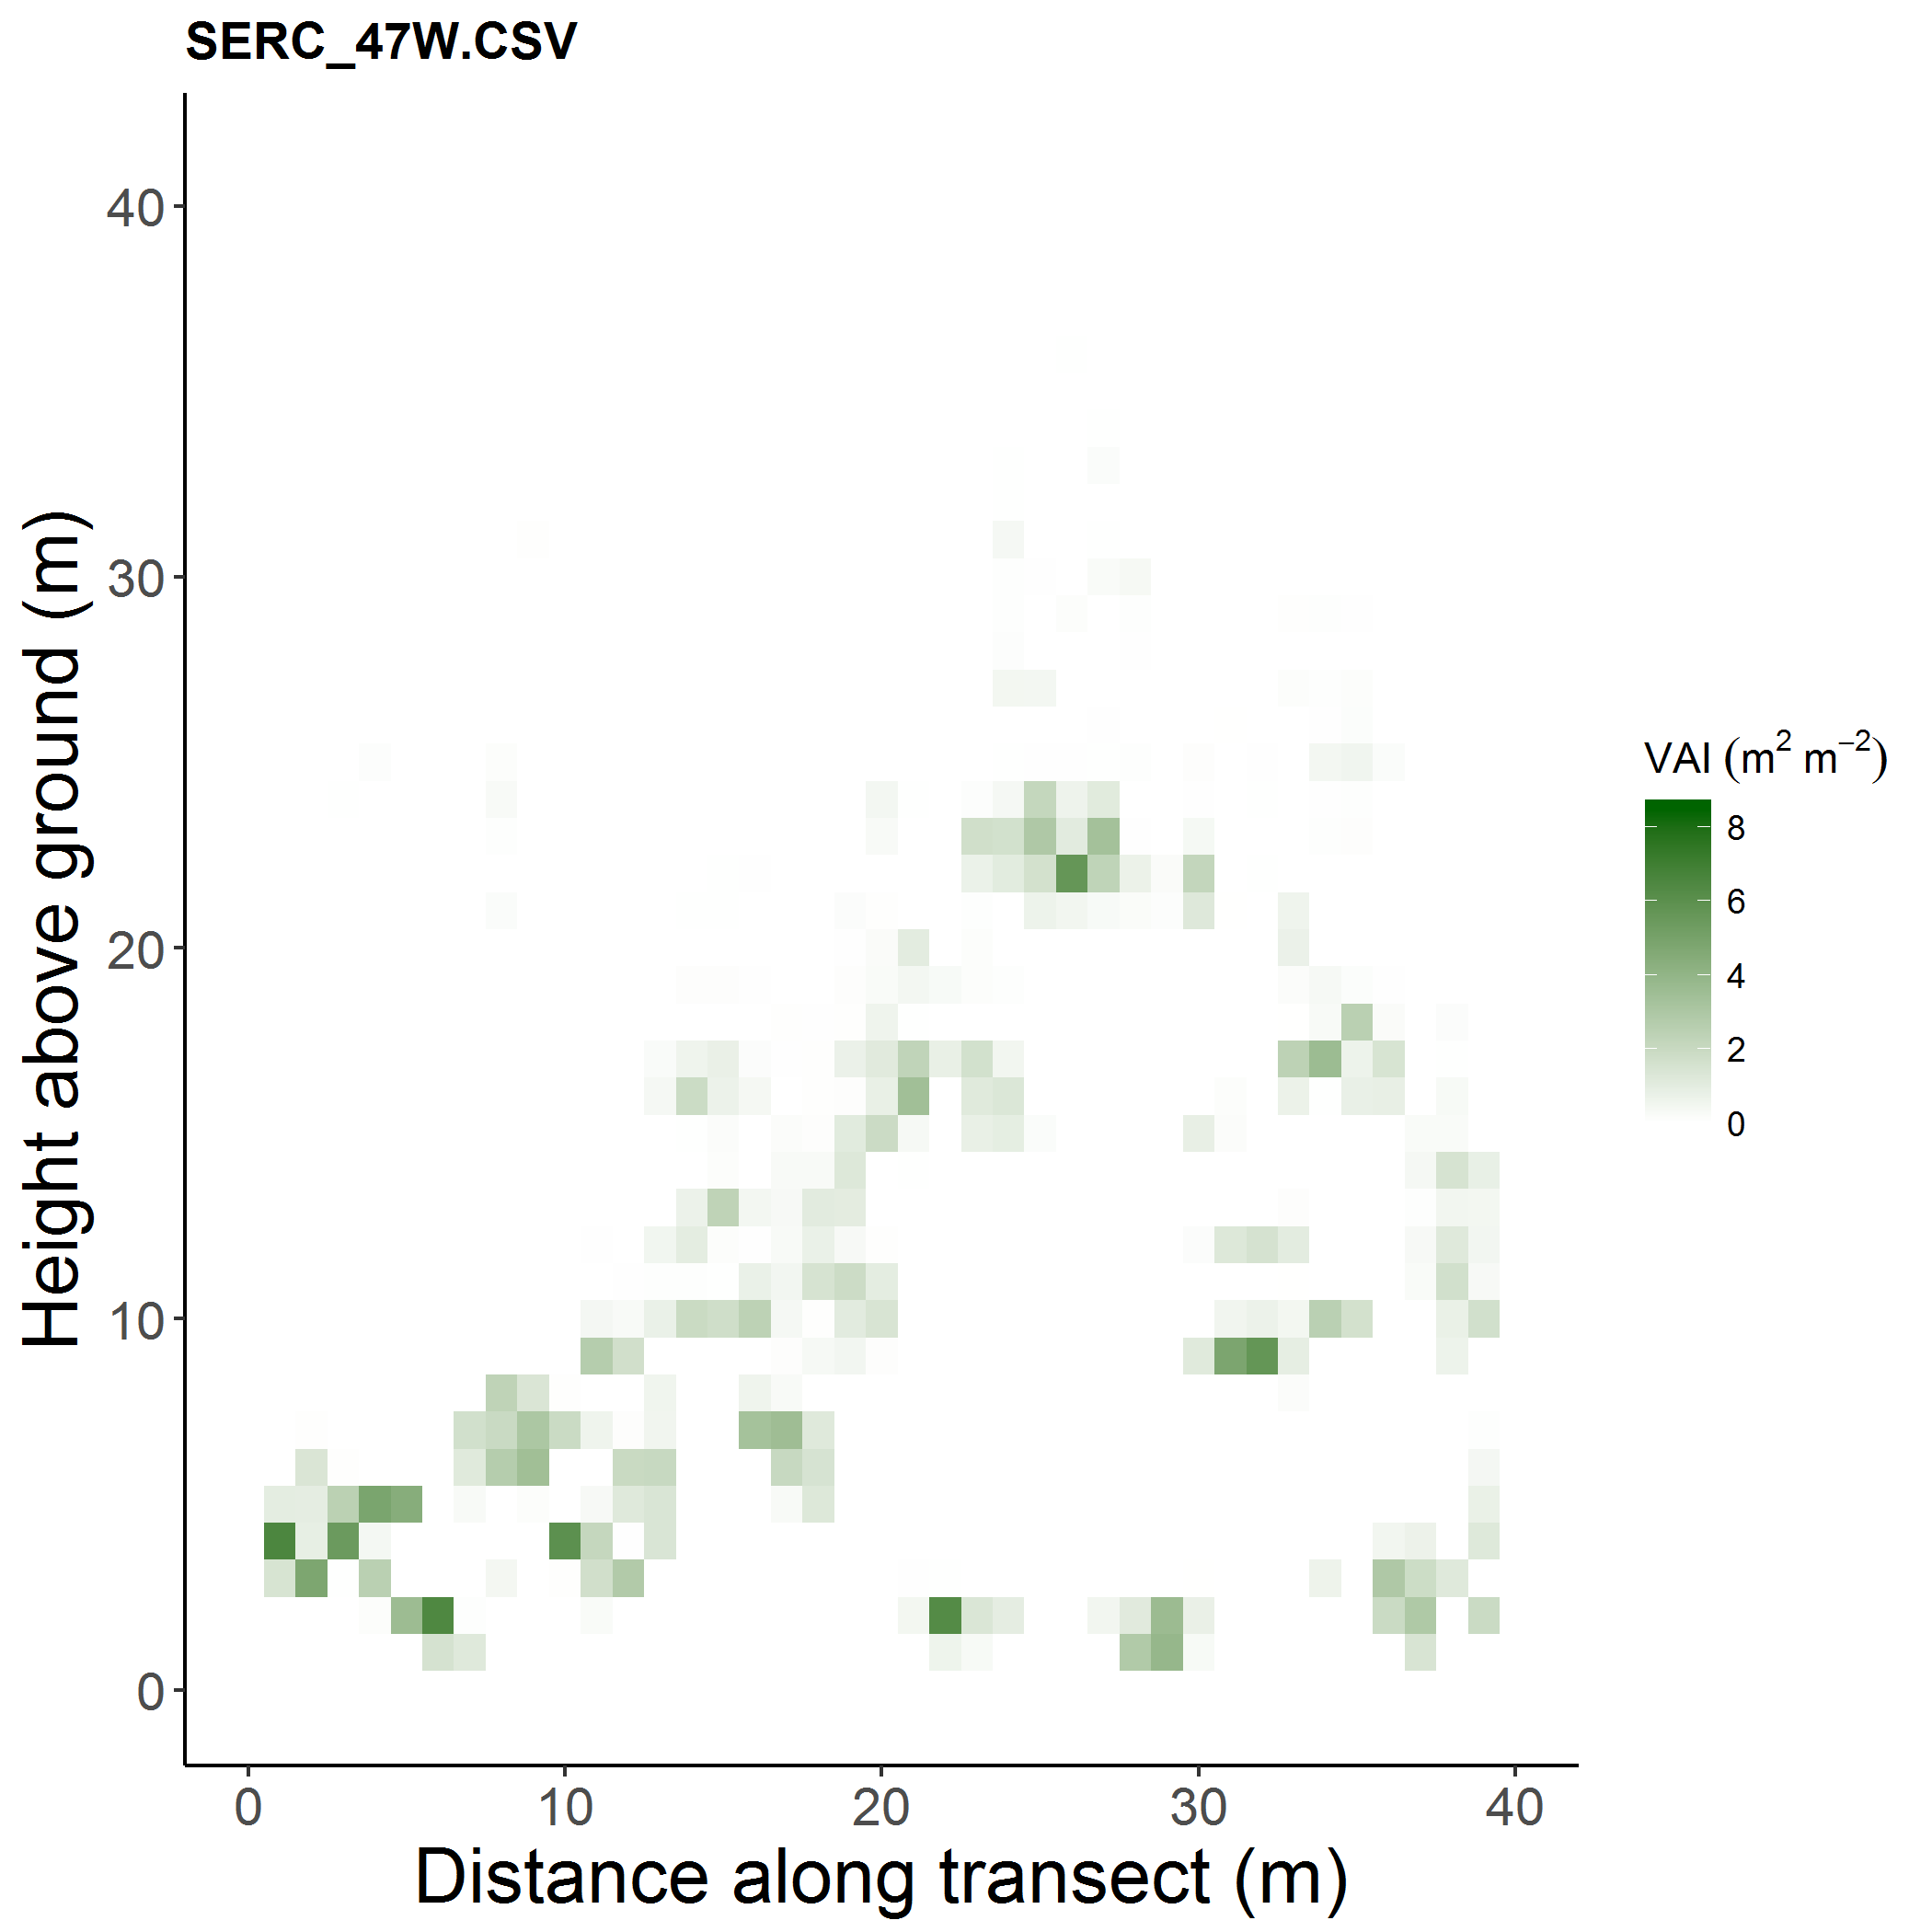 SERC_47W.CSV
Height above ground (m)
40
30
20
10
0
0 10 20 30 40
Distance along transect (m)
VAI (m² m⁻²)
8
6
4
2
0